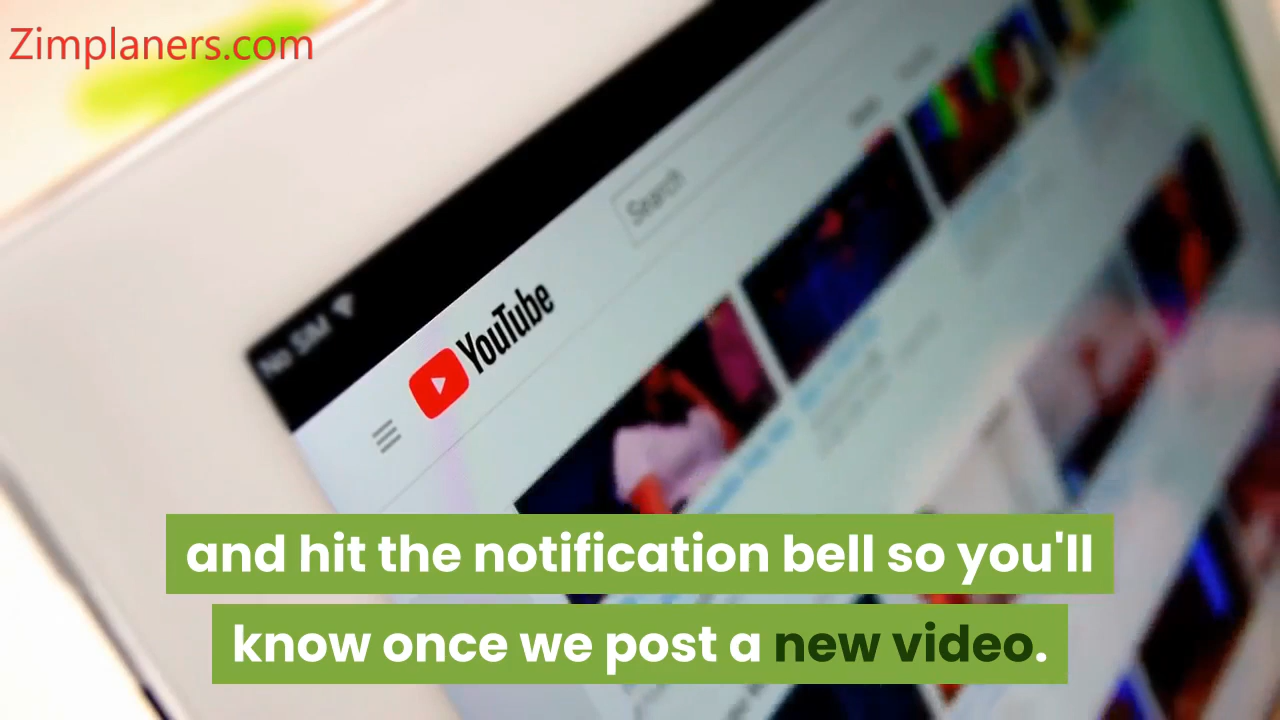 Zimplaners.com
No SIM
Search
YouTube
and hit the notification bell so you'll
know once we post a new video.